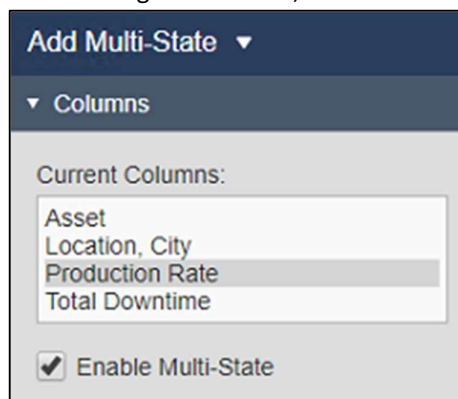 Add Multi-State
Columns
Current Columns:
Asset
Location, City
Production Rate
Total Downtime
Enable Multi-State